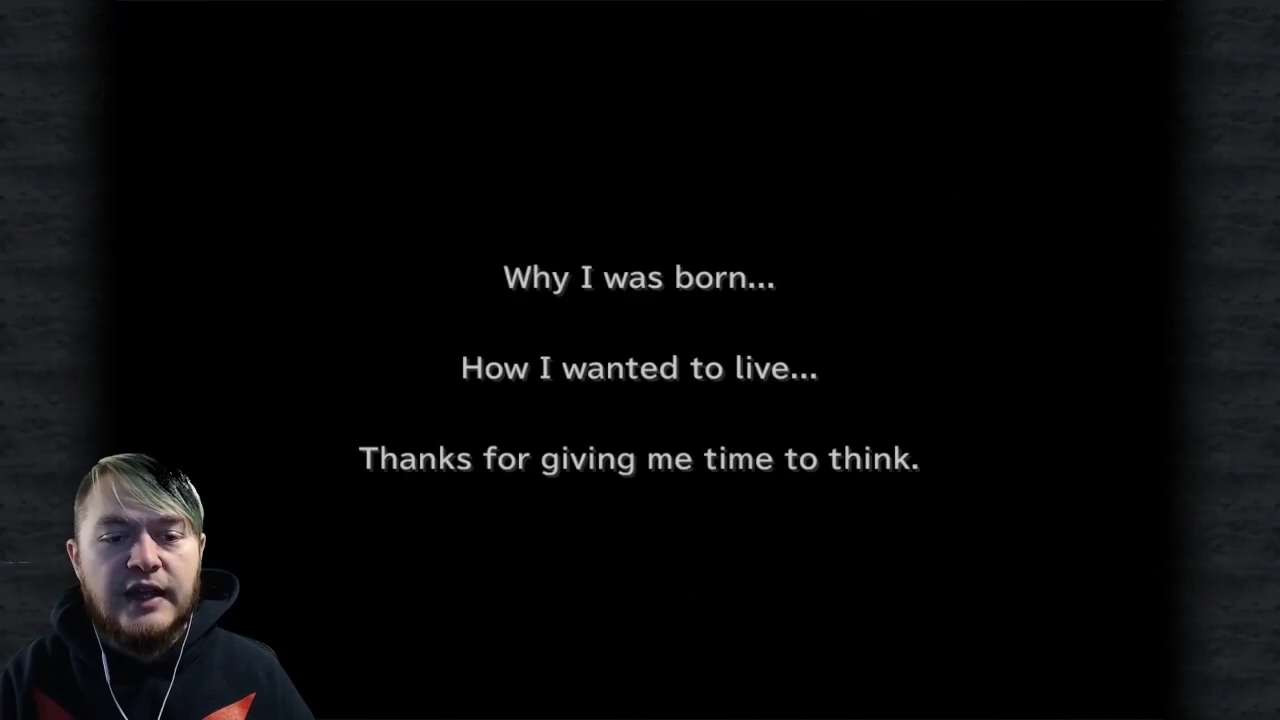 Why I was born...
How I wanted to live...
Thanks for giving me time to think.